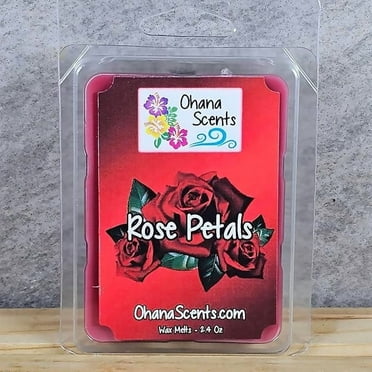 Ohana
Scents
Rose Petals
OhanaScents.com
Wax Melts - 2.4 Oz